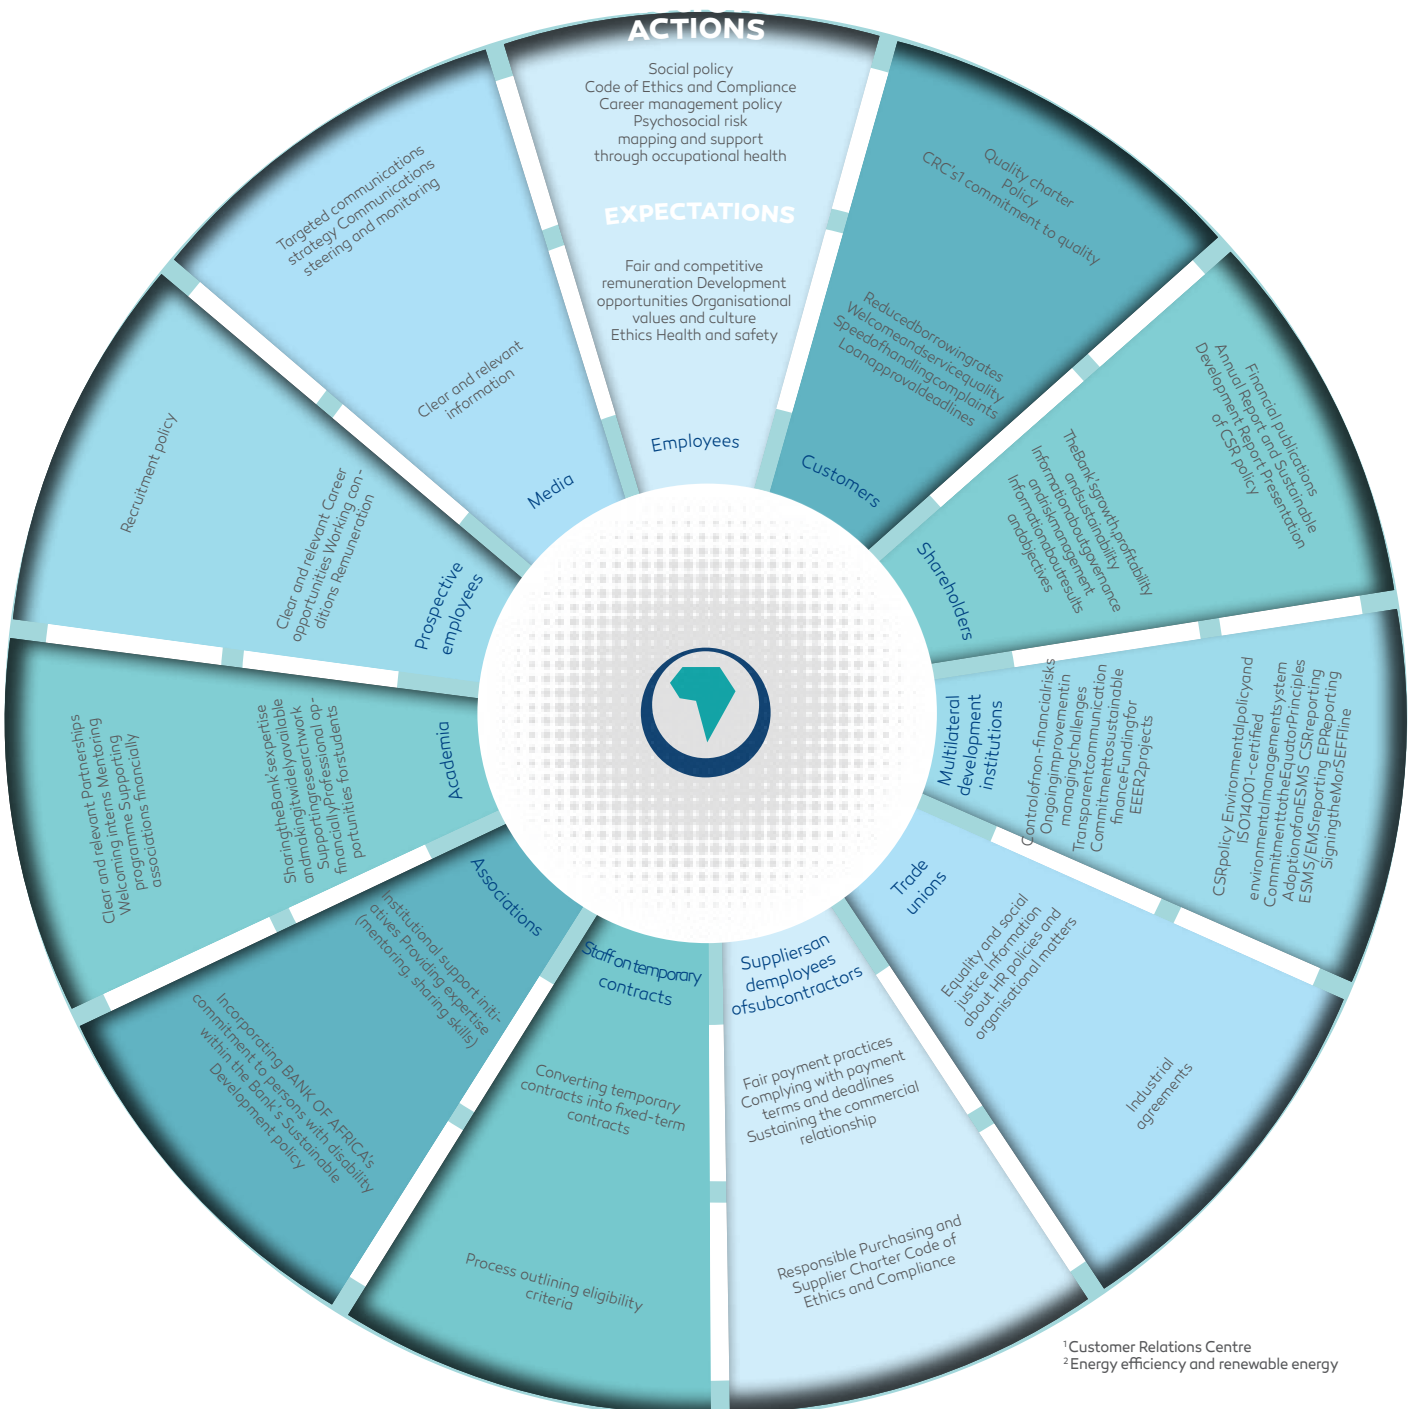 ACTIONS
Social policy
Code of Ethics and Compliance
Career management policy
Psychosocial risk
mapping and support
through occupational health
EXPECTATIONS
Fair and competitive
remuneration Development
opportunities Organisational
values and culture
Ethics Health and safety
Employees
Quality charter
Policy
CRC's1 commitment to quality
Reducedborrowingrates
Welcomeandservicequality
Speedofhandlingcomplaints
Loanapprovaldeadlines
Customers
Financial publications
Annual Report and Sustainable
Development Report Presentation
of CSR policy
TheBank'sgrowth,profitability
andsustainability
Informationaboutgovernance
andriskmanagement
Informationaboutresults
andobjectives
Shareholders
CSRpolicy Environmentalpolicyand
ISO14001-certified
environmentalmanagementsystem
CommitmenttotheEquatorPrinciples
AdoptionofanESMS CSRreporting
ESMS/EMSreporting EPReporting
SigningtheMorSEFFline
Controlofnon-financialrisks
Ongoingimprovementin
managingchallenges
Transparentcommunication
Commitmenttosustainable
financeFundingfor
EEER2projects
Multilateral
development
institutions
Trade
unions
Equality and social
justice Information
about HR policies and
organisational matters
Industrial
agreements
Suppliersan
demployees
ofsubcontractors
Fair payment practices
Complying with payment
terms and deadlines
Sustaining the commercial
relationship
Responsible Purchasing and
Supplier Charter Code of
Ethics and Compliance
Staff on temporary
contracts
Converting temporary
contracts into fixed-term
contracts
Process outlining eligibility
criteria
Associations
Institutional support initi-
atives Providing expertise
(mentoring, sharing skills)
Incorporating BANK OF AFRICA's
commitment to persons with disability
within the Bank's Sustainable
Development policy
Academia
SharingtheBank'sexpertise
andmakingitwidelyavailable
Supportingresearchwork
financiallyProfessional op-
portunities forstudents
Clear and relevant Partnerships
Welcoming interns Mentoring
programme Supporting
associations financially
Prospective
employees
Clear and relevant Career
opportunities Working con-
ditions Remuneration
Recruitment policy
Media
Clear and relevant
information
Targeted communications
strategy Communications
steering and monitoring
1 Customer Relations Centre
2 Energy efficiency and renewable energy